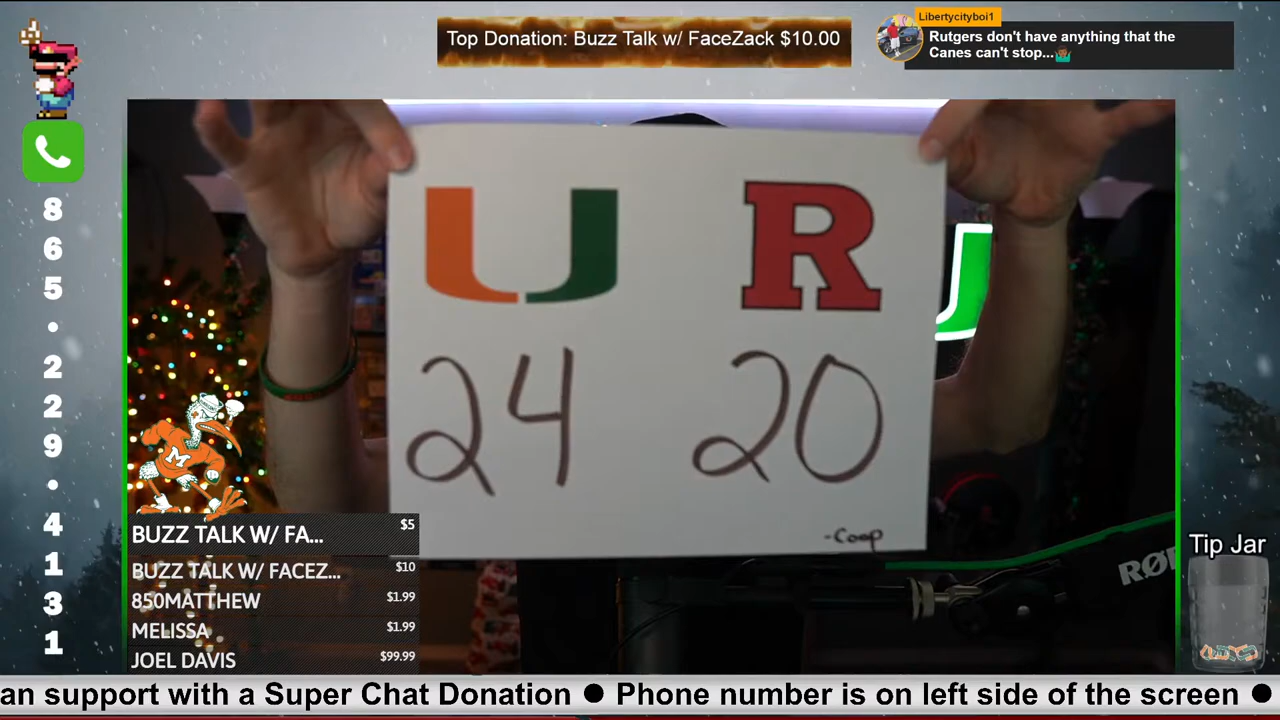 Top Donation: Buzz Talk w/ FaceZack $10.00
Libertycityboi1
Rutgers don't have anything that the
Canes can't stop...🤷🏾‍♂️
8
6
5
•
2
2
9
•
4
1
3
1
U R
24 20
-Coop
M
BUZZ TALK W/ FA... $5
BUZZ TALK W/ FACEZ... $10
850MATTHEW $1.99
MELISSA $1.99
JOEL DAVIS $99.99
Tip Jar
an support with a Super Chat Donation ● Phone number is on left side of the screen ●